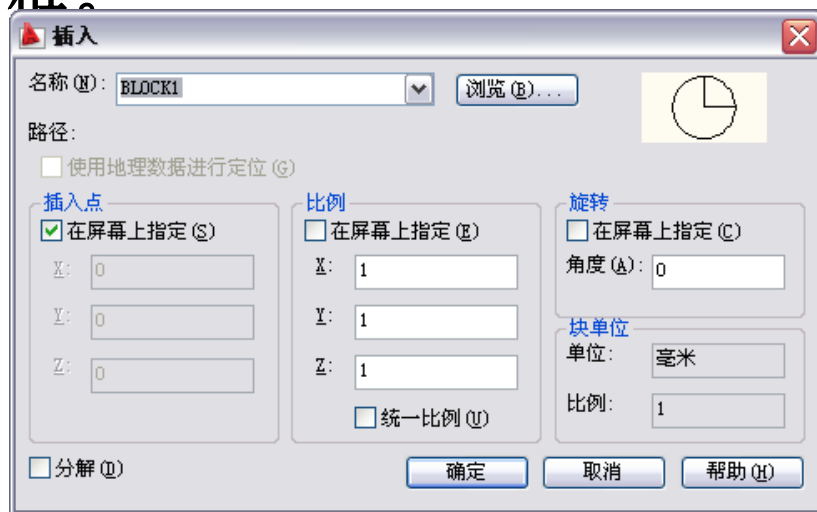 插入
名称(N): BLOCK1 浏览(B)...
路径:
使用地理数据进行定位(G)
插入点
在屏幕上指定(S)
X: 0
Y: 0
Z: 0
比例
在屏幕上指定(E)
X: 1
Y: 1
Z: 1
统一比例(U)
旋转
在屏幕上指定(C)
角度(A): 0
块单位
单位: 毫米
比例: 1
分解(D)
确定 取消 帮助(H)